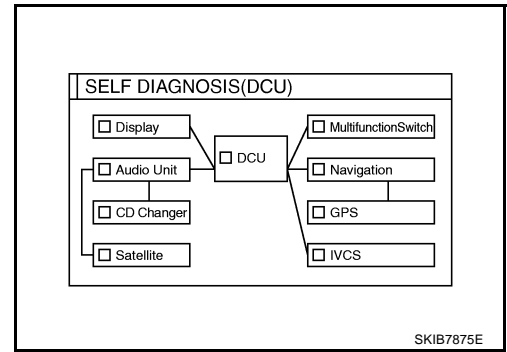 SELF DIAGNOSIS(DCU)
Display
Audio Unit
CD Changer
Satellite
DCU
MultifunctionSwitch
Navigation
GPS
IVCS
SKIB7875E